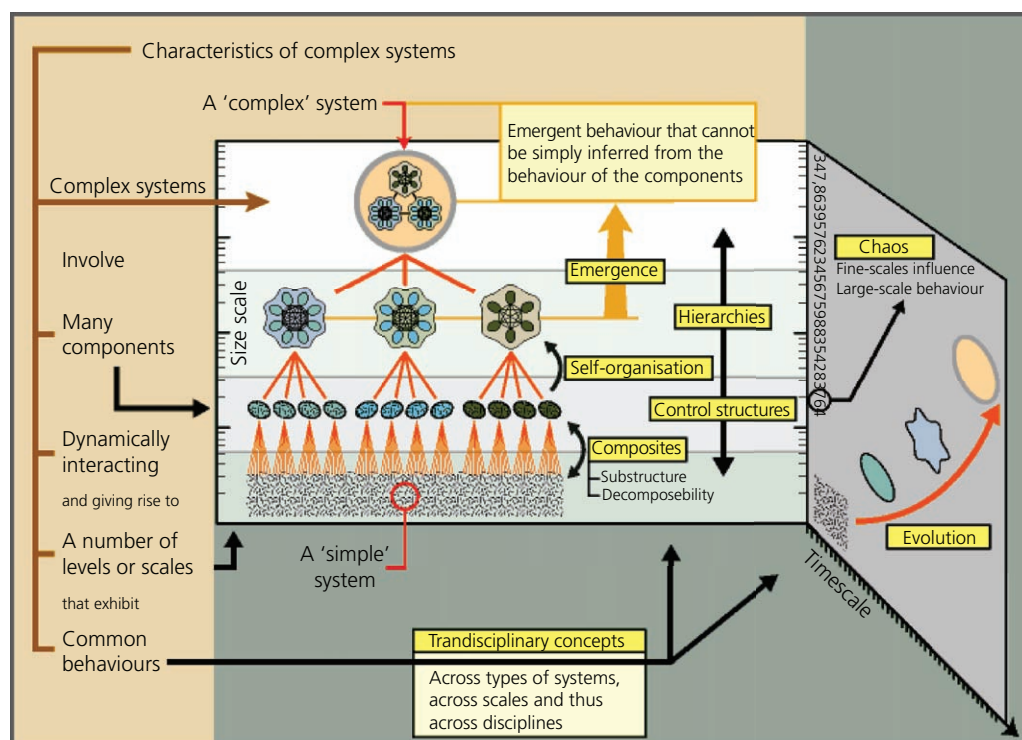 Characteristics of complex systems
A 'complex' system
Emergent behaviour that cannot
be simply inferred from the
behaviour of the components
Complex systems
Involve
Many
components
Dynamically
interacting
and giving rise to
A number of
levels or scales
that exhibit
Common
behaviours
Size scale
Emergence
Hierarchies
Self-organisation
Control structures
Composites
Substructure
Decomposebility
A 'simple'
system
Trandisciplinary concepts
Across types of systems,
across scales and thus
across disciplines
Chaos
Fine-scales influence
Large-scale behaviour
Evolution
Timescale